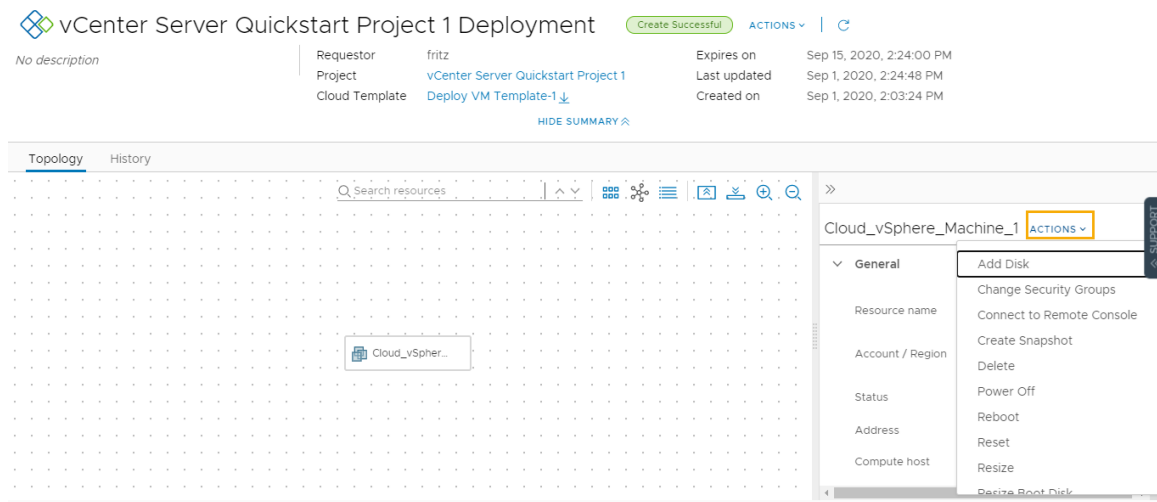 vCenter Server Quickstart Project 1 Deployment Create Successful ACTIONS
No description
Requestor fritz Expires on Sep 15, 2020, 2:24:00 PM
Project vCenter Server Quickstart Project 1 Last updated Sep 1, 2020, 2:24:48 PM
Cloud Template Deploy VM Template-1 Created on Sep 1, 2020, 2:03:24 PM
HIDE SUMMARY
Topology History
Search resources
Cloud_vSpher...
SUPPORT
Cloud_vSphere_Machine_1 ACTIONS
General
Resource name
Account / Region
Status
Address
Compute host
Add Disk
Change Security Groups
Connect to Remote Console
Create Snapshot
Delete
Power Off
Reboot
Reset
Resize
Resize Boot Disk